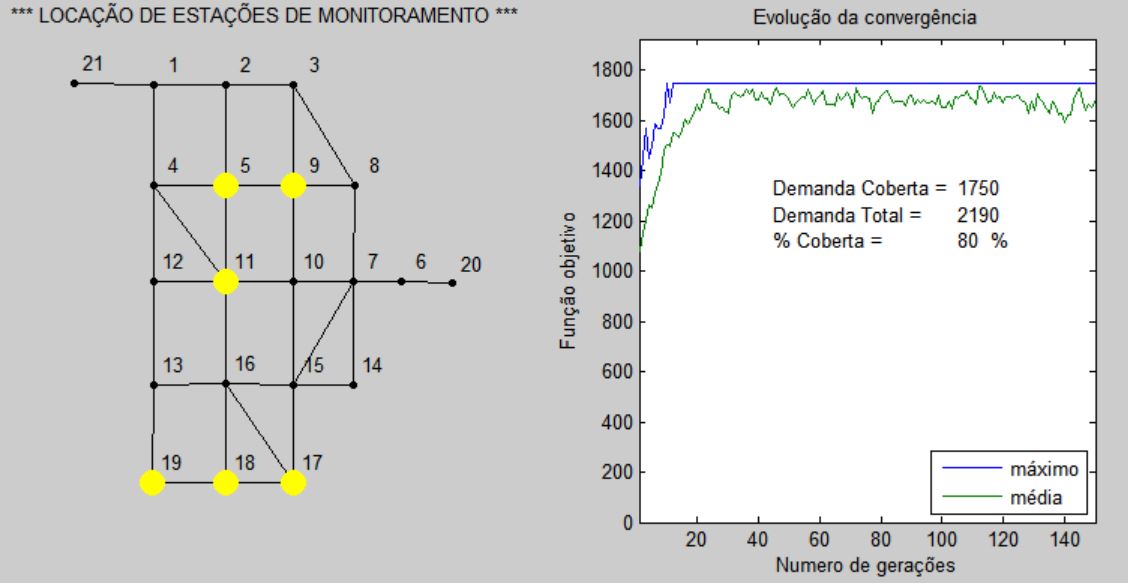 *** LOCAÇÃO DE ESTAÇÕES DE MONITORAMENTO ***
21 1 2 3
4 5 9 8
12 11 10 7 6 20
13 16 15 14
19 18 17
Evolução da convergência
Função objetivo
1800
1600
1400
1200
1000
800
600
400
200
0
Demanda Coberta = 1750
Demanda Total = 2190
% Coberta = 80 %
máximo
média
20 40 60 80 100 120 140
Numero de gerações